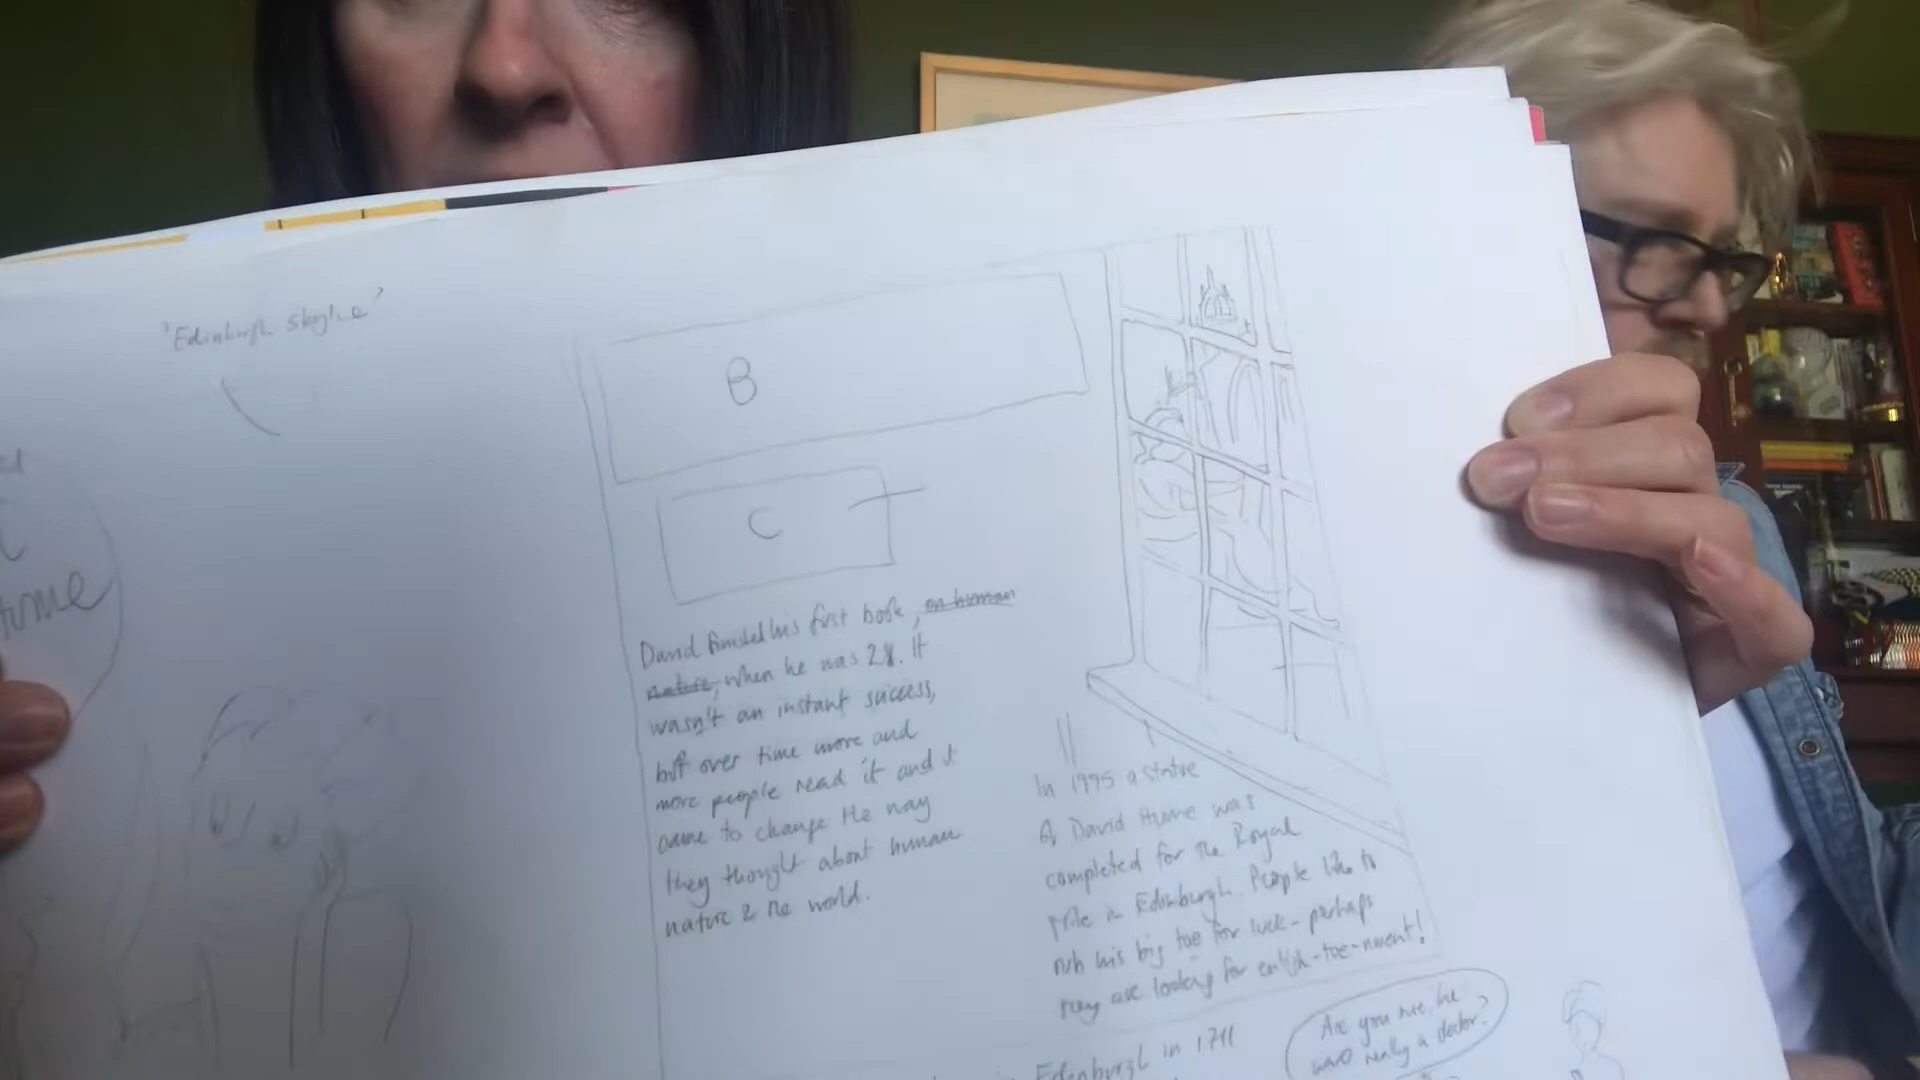 'Edinburgh skyline'
B
C
David finished his first book, on human
nature, when he was 28. It
wasn't an instant success,
but over time more and
more people read it and it
came to change the way
they thought about human
nature & the world.
In 1995 a statue
of David Hume was
completed for the Royal
Mile in Edinburgh. People like to
rub his big toe for luck - perhaps
they are looking for enligh-toe-nment!
Edinburgh in 1711
Are you sure he
was really a doctor?